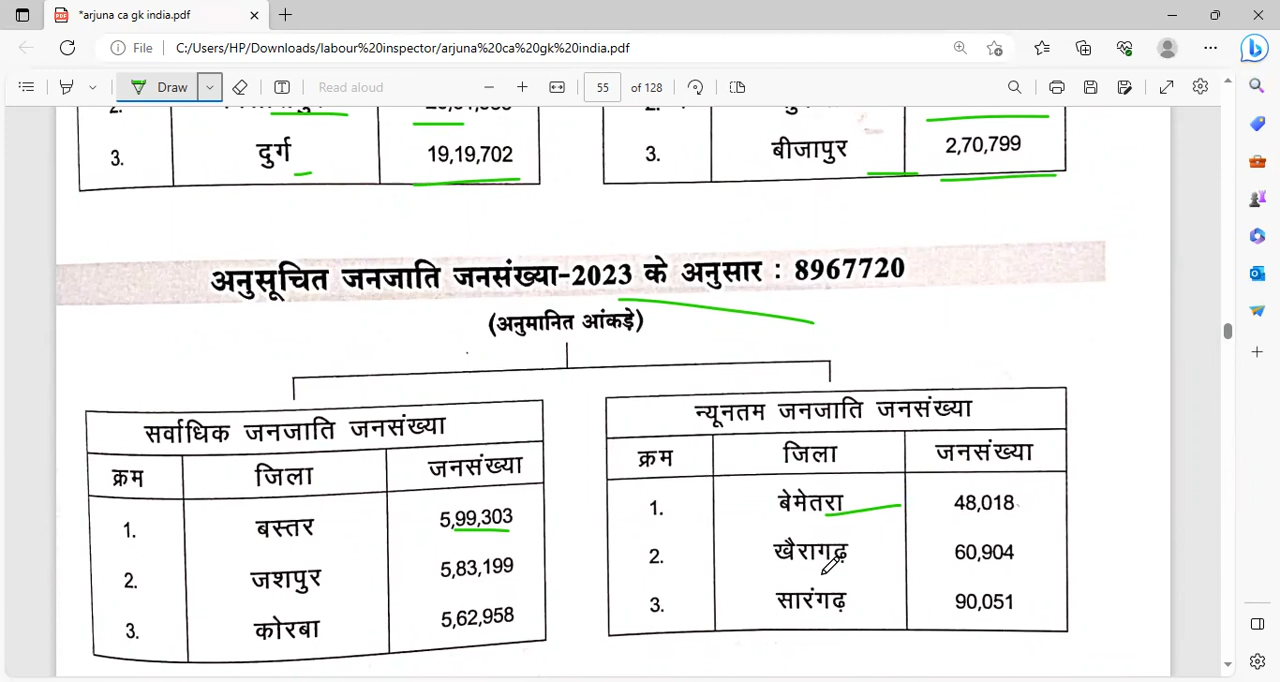 *arjuna ca gk india.pdf
File C:/Users/HP/Downloads/labour%20inspector/arjuna%20ca%20gk%20india.pdf
Draw Read aloud 55 of 128
2. 2.
3. दुर्ग 19,19,702 3. बीजापुर 2,70,799
अनुसूचित जनजाति जनसंख्या-2023 के अनुसार : 8967720
(अनुमानित आंकड़े)
सर्वाधिक जनजाति जनसंख्या
क्रम जिला जनसंख्या
1. बस्तर 5,99,303
2. जशपुर 5,83,199
3. कोरबा 5,62,958
न्यूनतम जनजाति जनसंख्या
क्रम जिला जनसंख्या
1. बेमेतरा 48,018
2. खैरागढ़ 60,904
3. सारंगढ़ 90,051